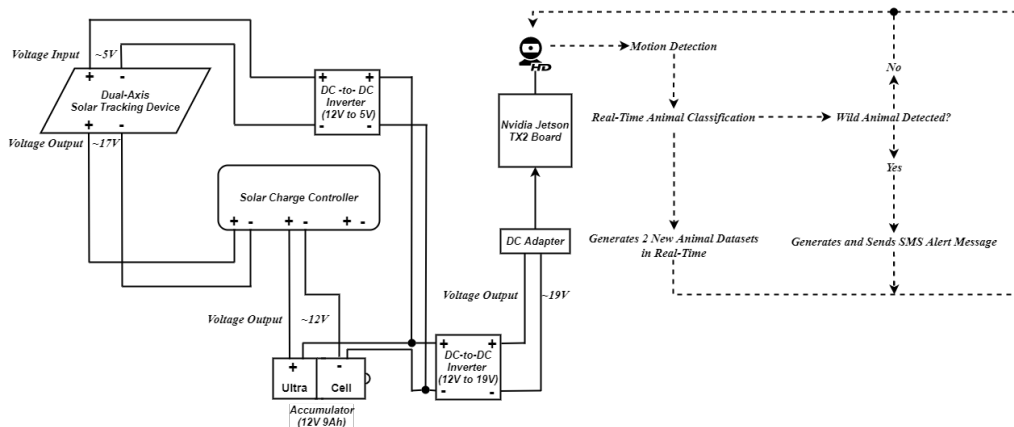 Voltage Input ~5V
+ -
Dual-Axis
Solar Tracking Device
+ -
Voltage Output ~17V
+ +
DC -to- DC
Inverter
(12V to 5V)
- -
Solar Charge Controller
+ - + - + -
Voltage Output ~12V
+ -
Ultra Cell
Accumulator
(12V 9Ah)
+ +
DC-to-DC
Inverter
(12V to 19V)
- -
Voltage Output ~19V
DC Adapter
Nvidia Jetson
TX2 Board
HD
Motion Detection
Real-Time Animal Classification
Wild Animal Detected?
No
Yes
Generates 2 New Animal Datasets
in Real-Time
Generates and Sends SMS Alert Message